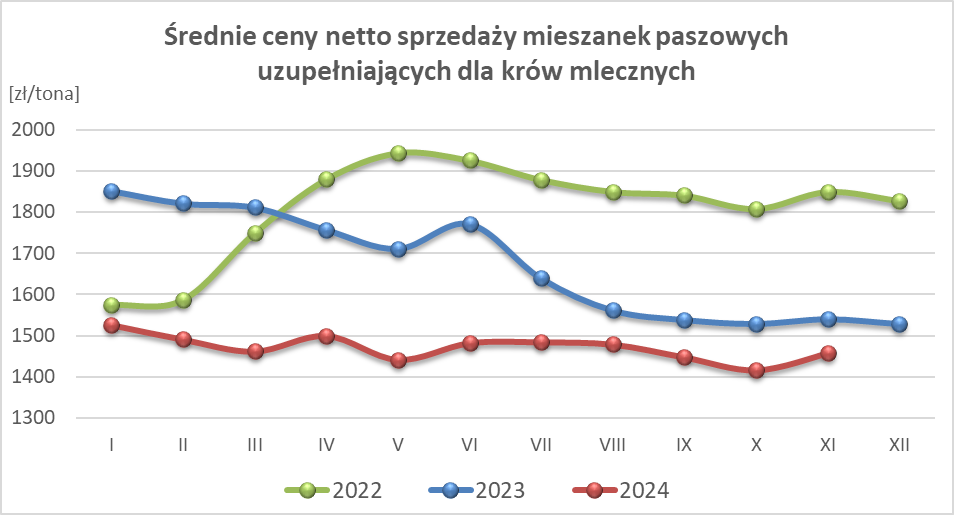 Średnie ceny netto sprzedaży mieszanek paszowych
uzupełniających dla krów mlecznych
[zł/tona]
2000
1900
1800
1700
1600
1500
1400
1300
I II III IV V VI VII VIII IX X XI XII
2022 2023 2024